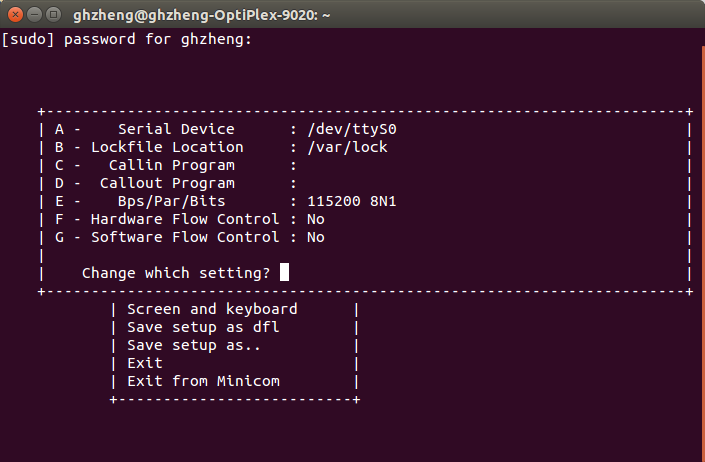 ghzheng@ghzheng-OptiPlex-9020: ~
[sudo] password for ghzheng:
+-----------------------------------------------------------------------+
| A -    Serial Device      : /dev/ttyS0                                |
| B - Lockfile Location     : /var/lock                                 |
| C -   Callin Program      :                                           |
| D -  Callout Program      :                                           |
| E -    Bps/Par/Bits       : 115200 8N1                                |
| F - Hardware Flow Control : No                                        |
| G - Software Flow Control : No                                        |
|                                                                       |
|    Change which setting?                                              |
+-----------------------------------------------------------------------+
| Screen and keyboard      |
| Save setup as dfl        |
| Save setup as..          |
| Exit                     |
| Exit from Minicom        |
+--------------------------+